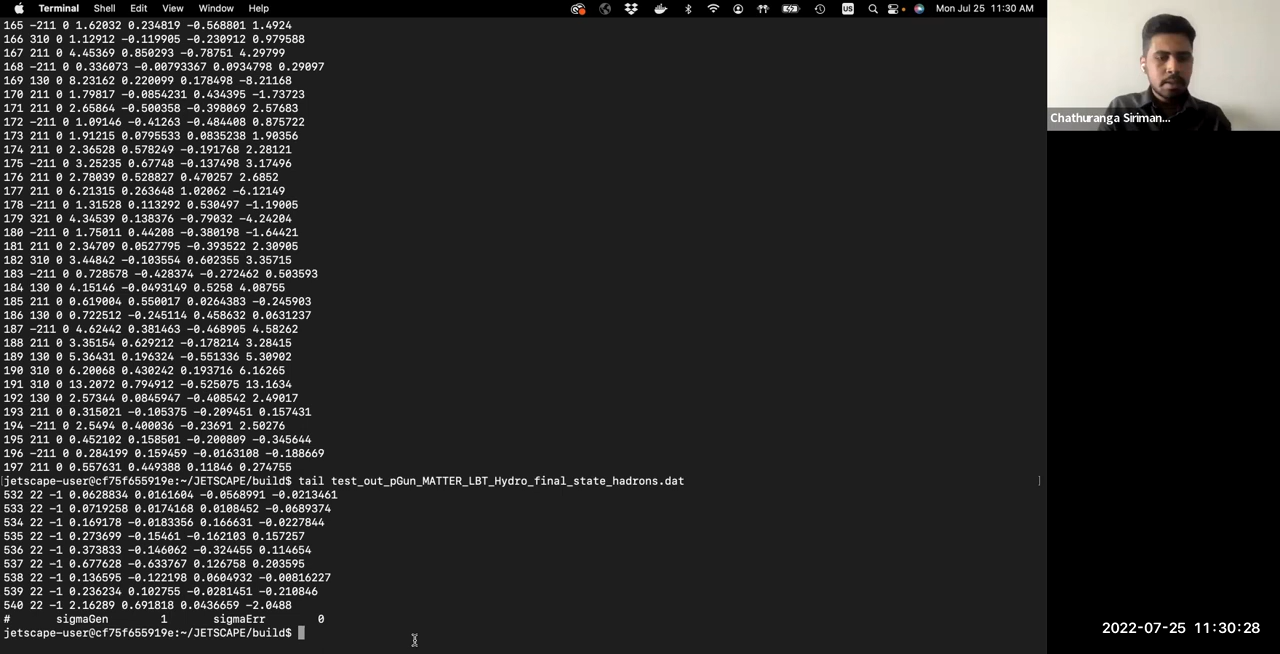 Terminal Shell Edit View Window Help US Mon Jul 25 11:30 AM
165 211 0 1.62032 0.234819 -0.568801 1.4924
166 310 0 1.12912 -0.119905 -0.230912 0.979588
167 211 0 4.45369 0.850293 -0.78751 4.29799
168 -211 0 0.336073 -0.00793367 0.0934798 0.29097
169 130 0 8.23162 0.220099 0.178498 -8.21168
170 211 0 1.79817 -0.0854231 0.434395 -1.73723
171 211 0 2.65864 -0.500358 -0.398069 2.57683
172 -211 0 1.09146 -0.41263 -0.484408 0.875722
173 211 0 1.91215 0.0795533 0.0835238 1.90356
174 211 0 2.36528 0.578249 -0.191768 2.28121
175 -211 0 3.25235 0.67748 -0.137498 3.17496
176 211 0 2.78039 0.528827 0.470257 2.6852
177 211 0 6.21315 0.263648 1.02062 -6.12149
178 -211 0 1.31528 0.113292 0.530497 -1.19005
179 321 0 4.34539 0.138376 -0.79032 -4.24204
180 -211 0 1.75011 0.44208 -0.380198 -1.64421
181 211 0 2.34709 0.0527795 -0.393522 2.30905
182 310 0 3.44842 -0.103554 0.602355 3.35715
183 -211 0 0.728578 -0.428374 -0.272462 0.503593
184 130 0 4.15146 -0.0493149 0.5258 4.08755
185 211 0 0.619004 0.550017 0.0264383 -0.245903
186 130 0 0.722512 -0.245114 0.458632 0.0631237
187 -211 0 4.62442 0.381463 -0.468905 4.58262
188 211 0 3.35154 0.629212 -0.178214 3.28415
189 130 0 5.36431 0.196324 -0.551336 5.30902
190 310 0 6.20068 0.430242 0.193716 6.16265
191 310 0 13.2072 0.794912 -0.525075 13.1634
192 130 0 2.57344 0.0845947 -0.408542 2.49017
193 211 0 0.315021 -0.105375 -0.209451 0.157431
194 -211 0 2.5494 0.400036 -0.23691 2.50276
195 211 0 0.452102 0.158501 -0.200809 -0.345644
196 -211 0 0.284199 0.159459 -0.0163108 -0.188669
197 211 0 0.557631 0.449388 0.11846 0.274755
[jetscape-user@cf75f655919e:~/JETSCAPE/build$ tail test_out_pGun_MATTER_LBT_Hydro_final_state_hadrons.dat ]
532 22 -1 0.0628834 0.0161604 -0.0568991 -0.0213461
533 22 -1 0.0719258 0.0174168 0.0108452 -0.0689374
534 22 -1 0.169178 -0.0183356 0.166631 -0.0227844
535 22 -1 0.273699 -0.15461 -0.162103 0.157257
536 22 -1 0.373833 -0.146062 -0.324455 0.114654
537 22 -1 0.677628 -0.633767 0.126758 0.203595
538 22 -1 0.136595 -0.122198 0.0604932 -0.00816227
539 22 -1 0.236234 0.102755 -0.0281451 -0.210846
540 22 -1 2.16289 0.691818 0.0436659 -2.0488
# sigmaGen 1 sigmaErr 0
jetscape-user@cf75f655919e:~/JETSCAPE/build$
Chathuranga Siriman...
2022-07-25 11:30:28